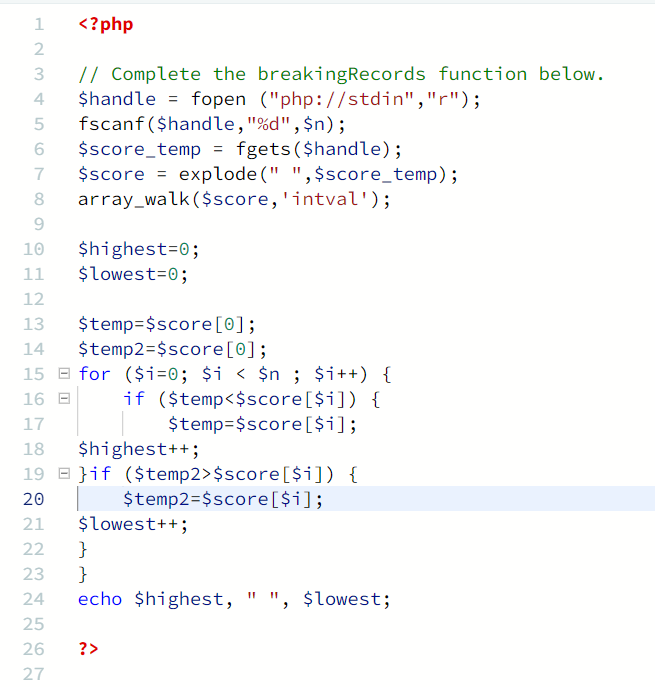 1 <?php
2
3 // Complete the breakingRecords function below.
4 $handle = fopen ("php://stdin","r");
5 fscanf($handle,"%d",$n);
6 $score_temp = fgets($handle);
7 $score = explode(" ",$score_temp);
8 array_walk($score,'intval');
9
10 $highest=0;
11 $lowest=0;
12
13 $temp=$score[0];
14 $temp2=$score[0];
15 for ($i=0; $i < $n ; $i++) {
16     if ($temp<$score[$i]) {
17         $temp=$score[$i];
18 $highest++;
19 }if ($temp2>$score[$i]) {
20     $temp2=$score[$i];
21 $lowest++;
22 }
23 }
24 echo $highest, " ", $lowest;
25
26 ?>
27